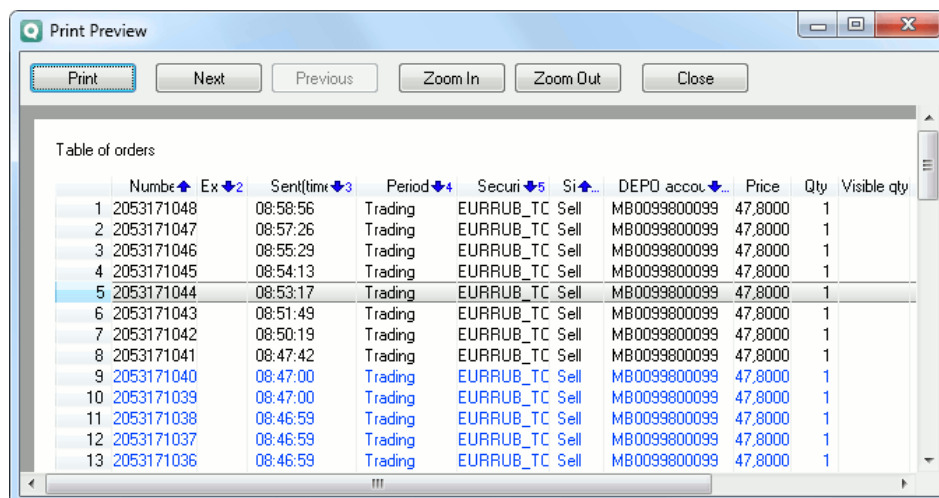 Print Preview
Print Next Previous Zoom In Zoom Out Close
Table of orders
Numbe Ex 2 Sent(time 3 Period 4 Securi 5 Si ... DEPO accou ... Price Qty Visible qty
1 2053171048 08:58:56 Trading EURRUB_TC Sell MB0099800099 47,8000 1
2 2053171047 08:57:26 Trading EURRUB_TC Sell MB0099800099 47,8000 1
3 2053171046 08:55:29 Trading EURRUB_TC Sell MB0099800099 47,8000 1
4 2053171045 08:54:13 Trading EURRUB_TC Sell MB0099800099 47,8000 1
5 2053171044 08:53:17 Trading EURRUB_TC Sell MB0099800099 47,8000 1
6 2053171043 08:51:49 Trading EURRUB_TC Sell MB0099800099 47,8000 1
7 2053171042 08:50:19 Trading EURRUB_TC Sell MB0099800099 47,8000 1
8 2053171041 08:47:42 Trading EURRUB_TC Sell MB0099800099 47,8000 1
9 2053171040 08:47:00 Trading EURRUB_TC Sell MB0099800099 47,8000 1
10 2053171039 08:47:00 Trading EURRUB_TC Sell MB0099800099 47,8000 1
11 2053171038 08:46:59 Trading EURRUB_TC Sell MB0099800099 47,8000 1
12 2053171037 08:46:59 Trading EURRUB_TC Sell MB0099800099 47,8000 1
13 2053171036 08:46:59 Trading EURRUB_TC Sell MB0099800099 47,8000 1